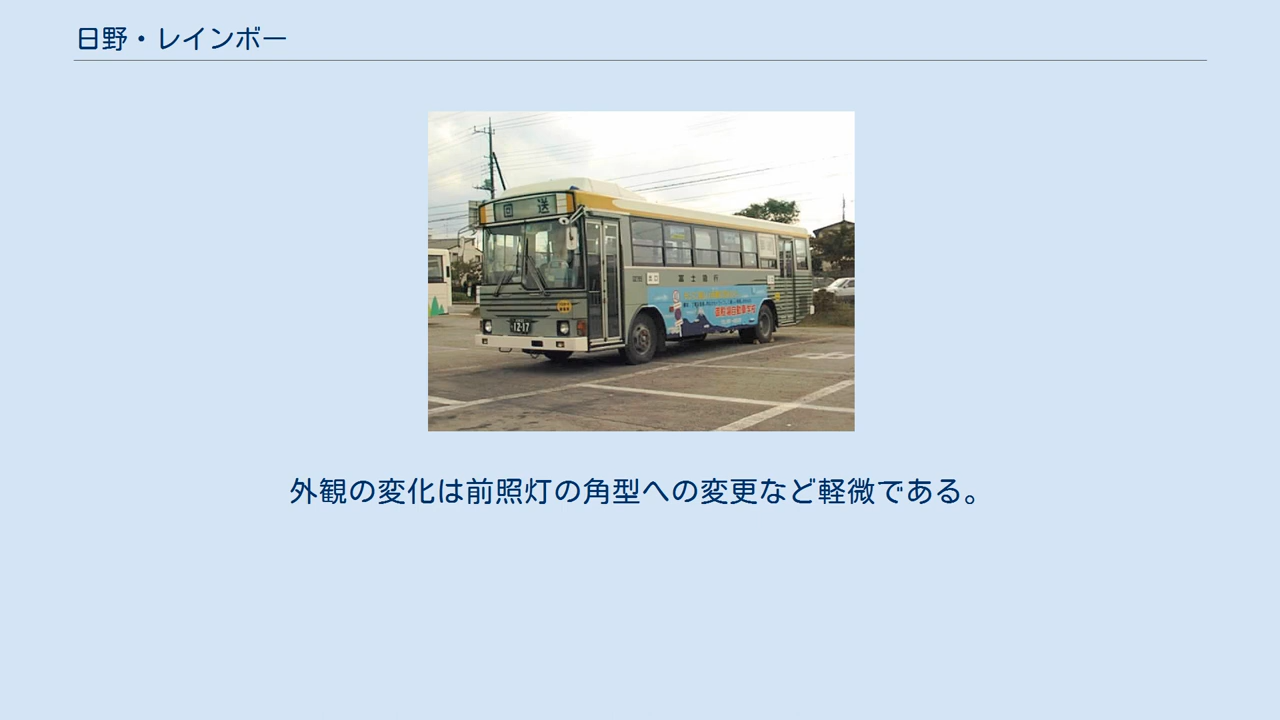 日野・レインボー
回送
富士急行
12-17
外観の変化は前照灯の角型への変更など軽微である。